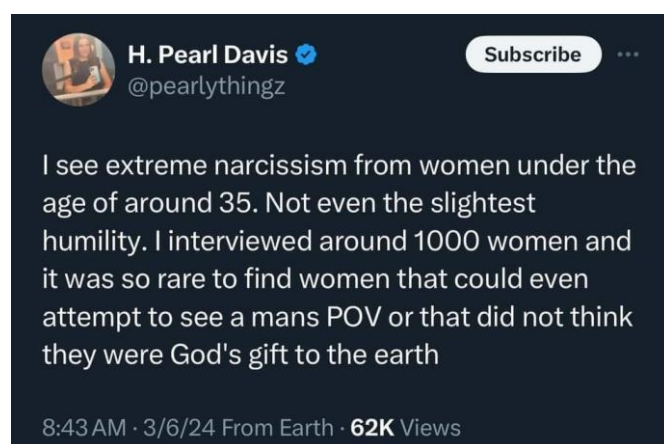 H. Pearl Davis
Subscribe
@pearlythingz
I see extreme narcissism from women under the
age of around 35. Not even the slightest
humility. I interviewed around 1000 women and
it was so rare to find women that could even
attempt to see a mans POV or that did not think
they were God's gift to the earth
8:43 AM · 3/6/24 From Earth · 62K Views